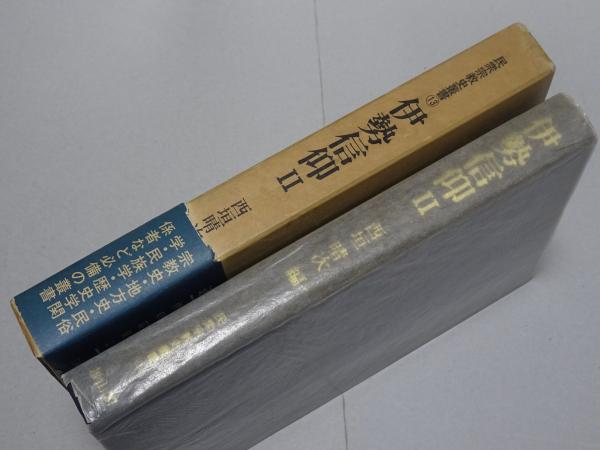 民衆宗教史叢書⑬
伊勢信仰II
西垣晴
宗教史・地方史・民俗
学・民族学・歴史学関
係者など必備の叢書
伊勢信仰II
西垣晴次編